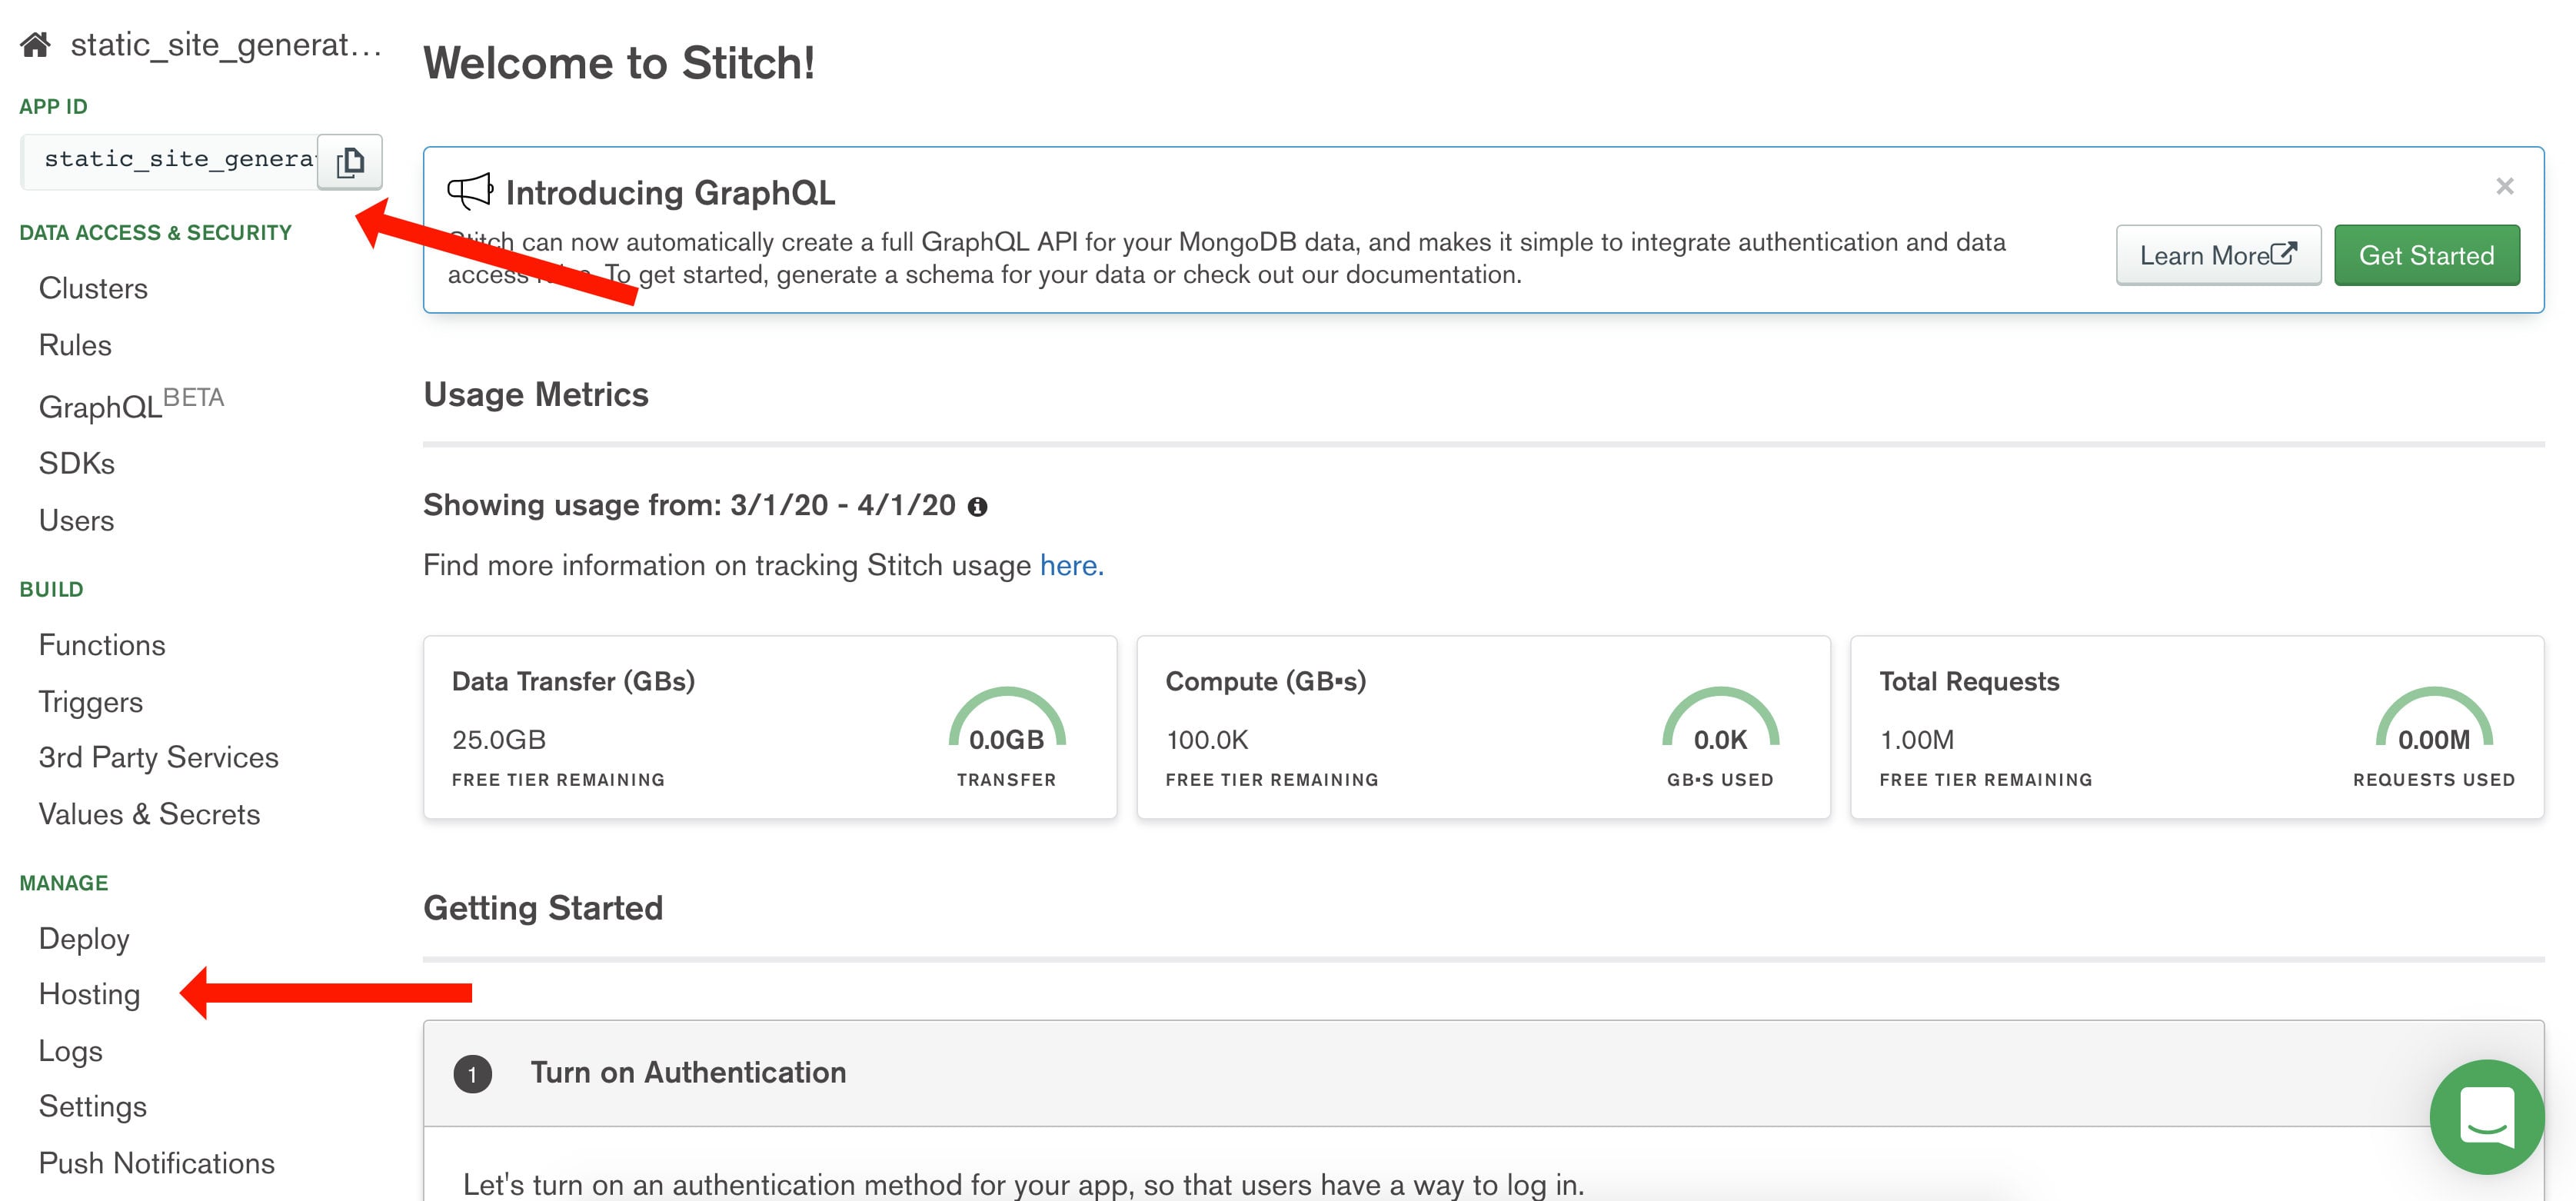 static_site_generat...
APP ID
static_site_genera
DATA ACCESS & SECURITY
Clusters
Rules
GraphQL BETA
SDKs
Users
BUILD
Functions
Triggers
3rd Party Services
Values & Secrets
MANAGE
Deploy
Hosting
Logs
Settings
Push Notifications
Welcome to Stitch!
Introducing GraphQL
Stitch can now automatically create a full GraphQL API for your MongoDB data, and makes it simple to integrate authentication and data
access To get started, generate a schema for your data or check out our documentation.
Learn More
Get Started
Usage Metrics
Showing usage from: 3/1/20 - 4/1/20
Find more information on tracking Stitch usage here.
Data Transfer (GBs)
25.0GB
FREE TIER REMAINING
0.0GB
TRANSFER
Compute (GB▪s)
100.0K
FREE TIER REMAINING
0.0K
GB▪S USED
Total Requests
1.00M
FREE TIER REMAINING
0.00M
REQUESTS USED
Getting Started
1 Turn on Authentication
Let's turn on an authentication method for your app, so that users have a way to log in.